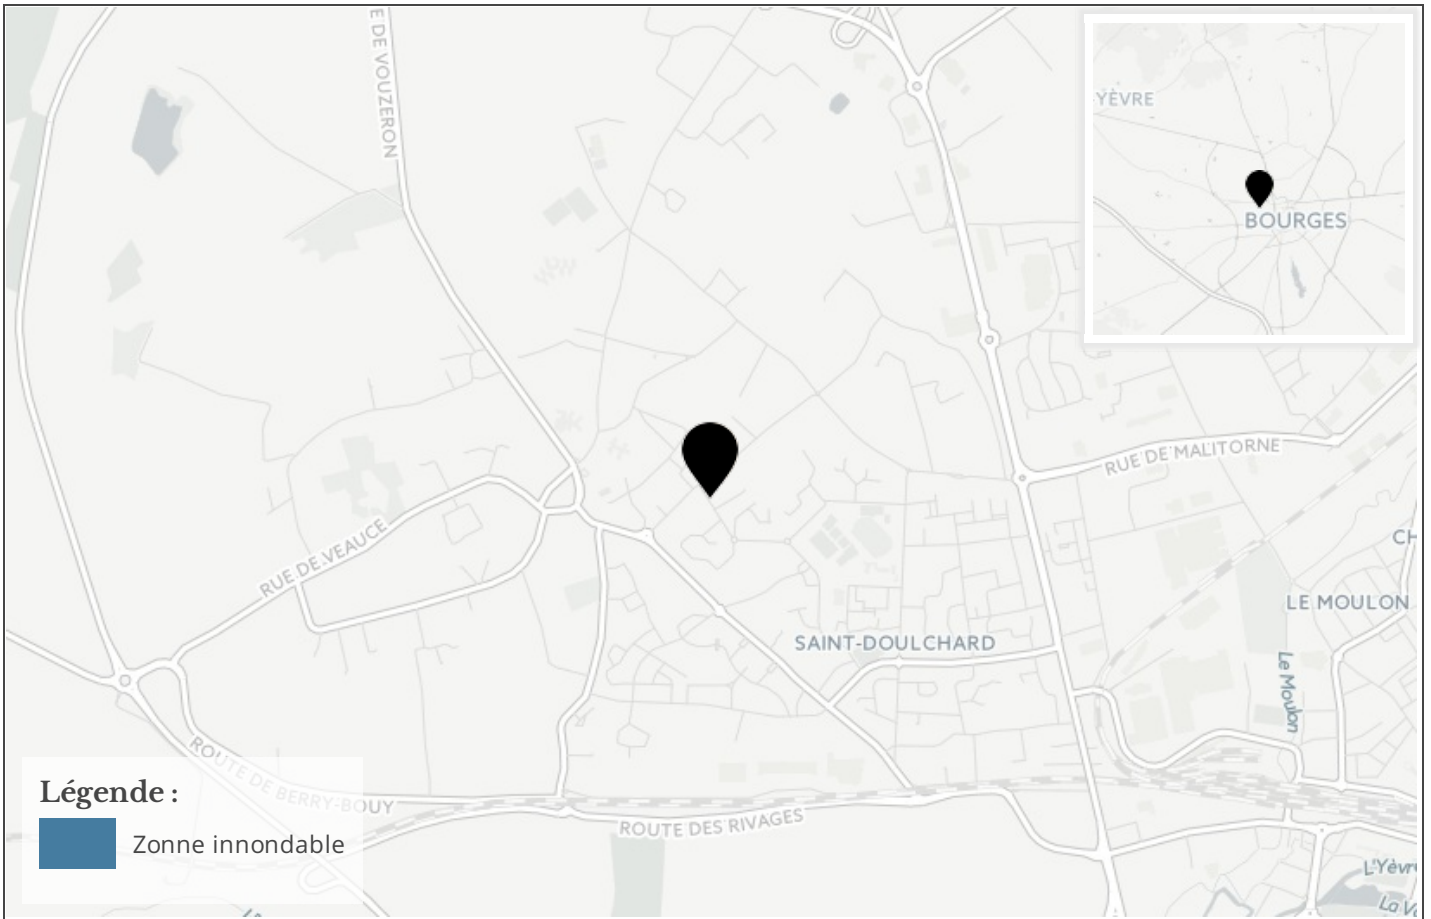 E DE VOUZERON
YÈVRE
BOURGES
RUE DE MALITORNE
RUE DE VEAUCE
CH
LE MOULON
SAINT-DOULCHARD
Le Moulon
ROUTE DE BERRY-BOUY
Légende :
Zonne innondable
ROUTE DES RIVAGES
L'Yèvr
La V